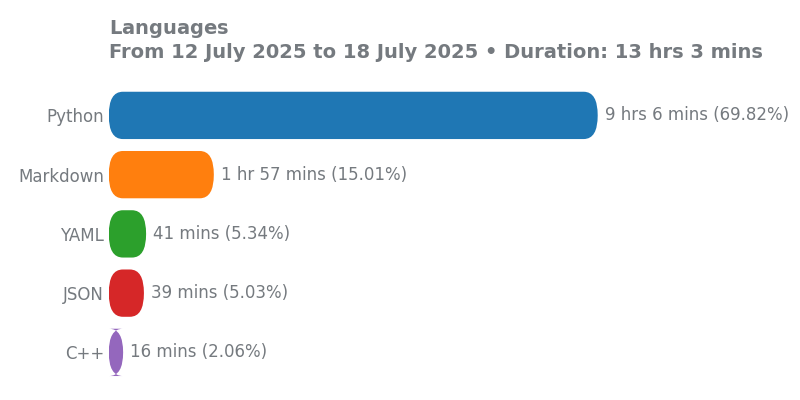 Languages
From 12 July 2025 to 18 July 2025 • Duration: 13 hrs 3 mins
Python 9 hrs 6 mins (69.82%)
Markdown 1 hr 57 mins (15.01%)
YAML 41 mins (5.34%)
JSON 39 mins (5.03%)
C++ 16 mins (2.06%)